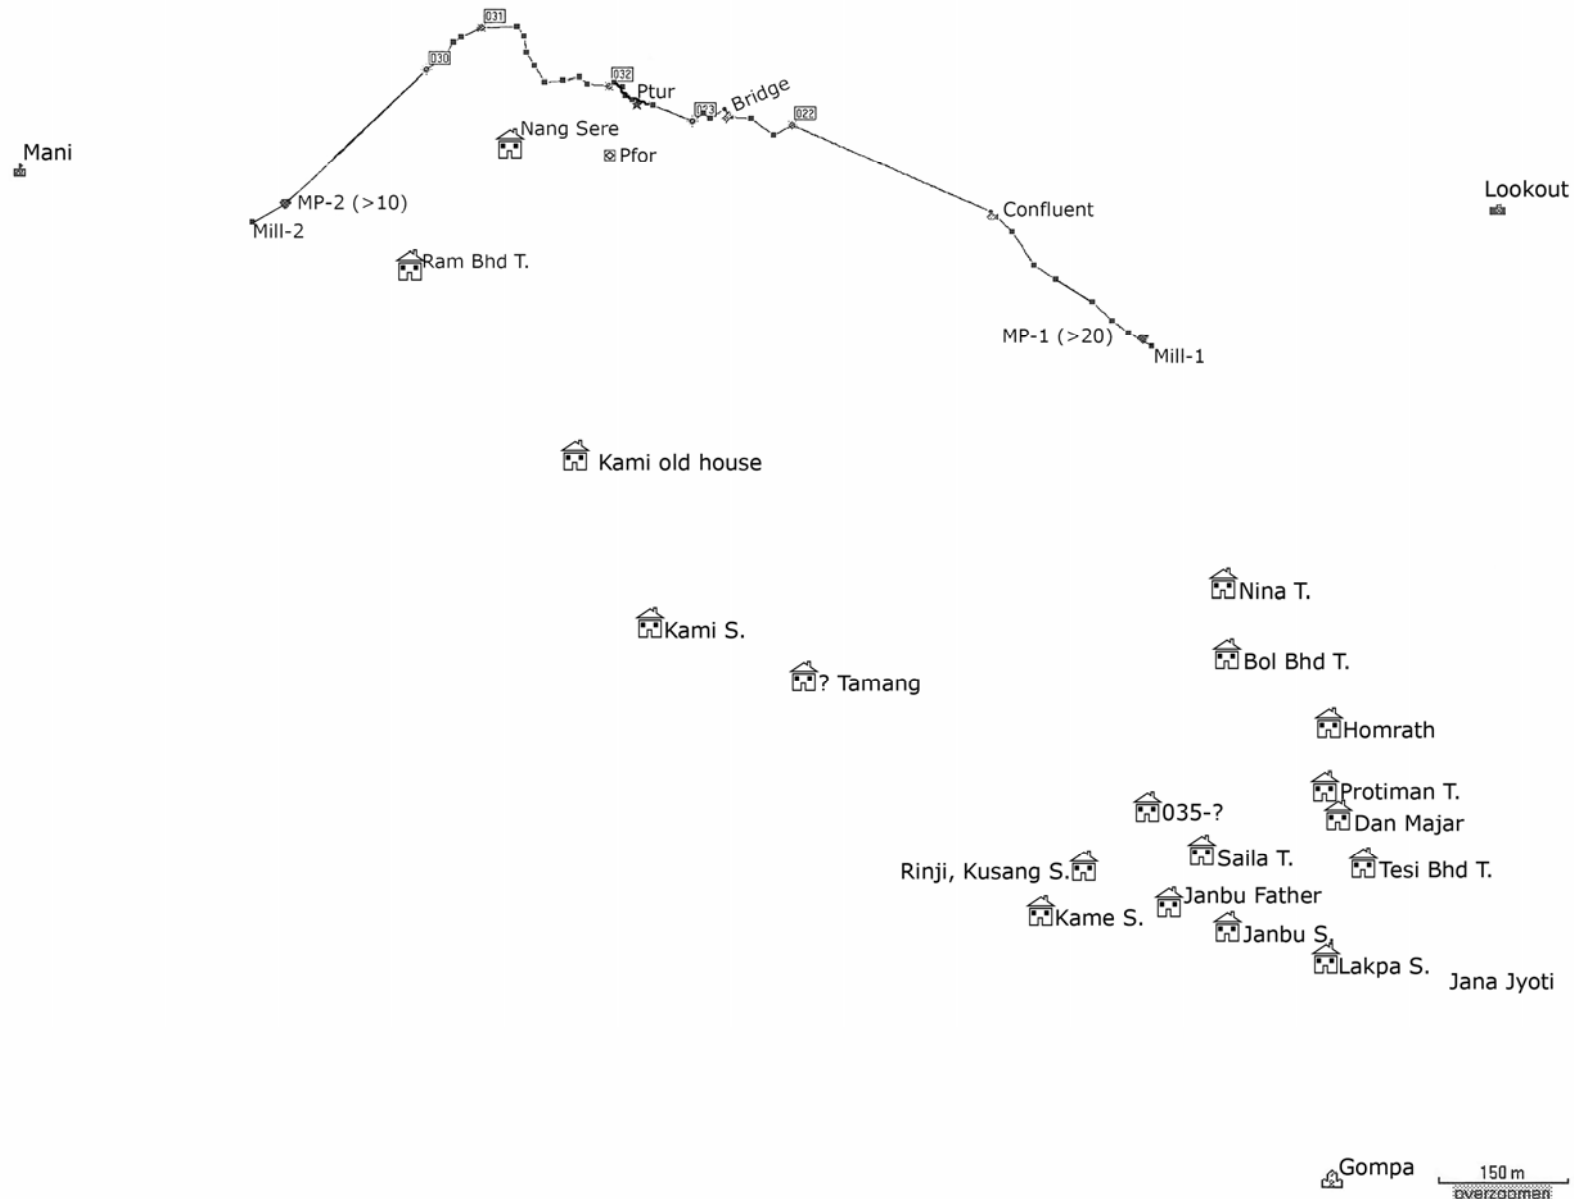 031
030
032
Ptur
023
Bridge
022
Nang Sere
Pfor
Mani
Lookout
MP-2 (>10)
Mill-2
Confluent
Ram Bhd T.
MP-1 (>20)
Mill-1
Kami old house
Nina T.
Kami S.
Bol Bhd T.
? Tamang
Homrath
Protiman T.
035-?
Dan Majar
Saila T.
Rinji, Kusang S.
Tesi Bhd T.
Janbu Father
Kame S.
Janbu S.
Lakpa S.
Jana Jyoti
Gompa
150 m
overzoomen